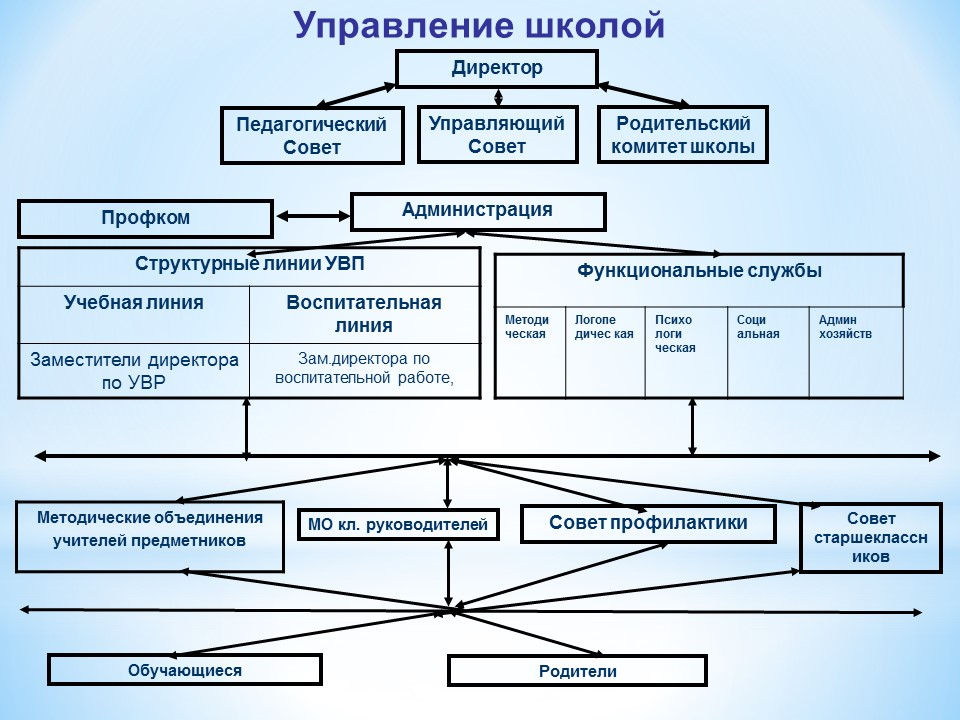 Управление школой
Директор
Педагогический
Совет
Управляющий
Совет
Родительский
комитет школы
Профком
Администрация
Структурные линии УВП
Учебная линия
Воспитательная
линия
Заместители директора
по УВР
Зам.директора по
воспитательной работе,
Функциональные службы
Методи
ческая
Логопе
дичес кая
Психо
логи
ческая
Соци
альная
Админ
хозяйств
Методические объединения
учителей предметников
МО кл. руководителей
Совет профилактики
Совет
старшеклассн
иков
Обучающиеся
Родители